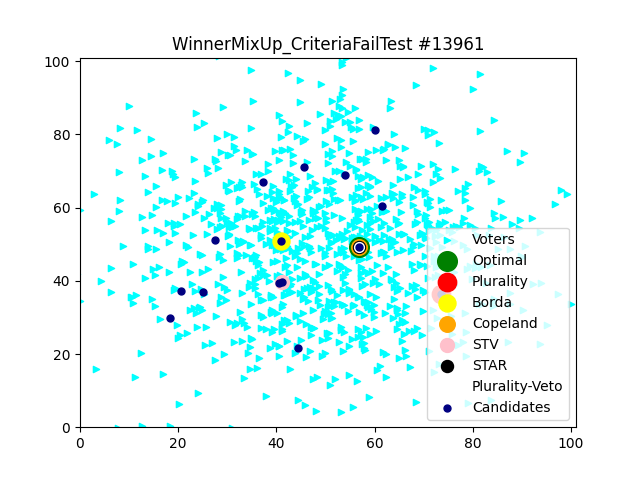 WinnerMixUp_CriteriaFailTest #13961
100
80
60
40
20
0
0
20
40
60
80
100
Voters
Optimal
Plurality
Borda
Copeland
STV
STAR
Plurality-Veto
Candidates